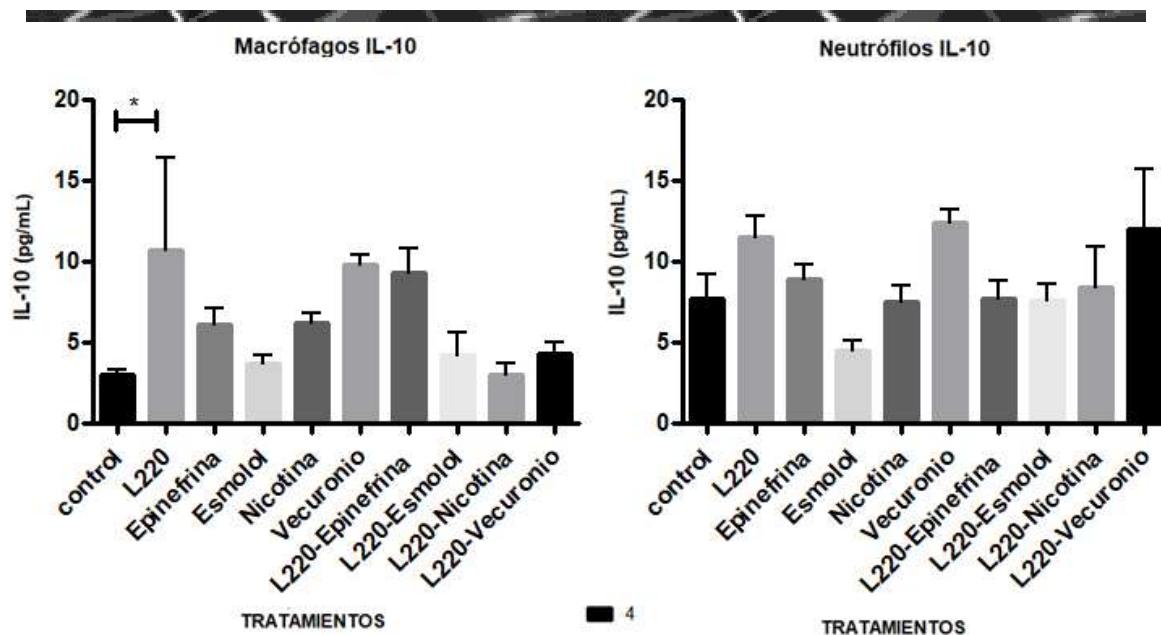 Macrófagos IL-10
20
15
10
5
0
IL-10 (pg/mL)
*
control
L220
Epinefrina
Esmolol
Nicotina
Vecuronio
L220-Epinefrina
L220-Esmolol
L220-Nicotina
L220-Vecuronio
TRATAMIENTOS
4
Neutrófilos IL-10
20
15
10
5
0
IL-10 (pg/mL)
control
L220
Epinefrina
Esmolol
Nicotina
Vecuronio
L220-Epinefrina
L220-Esmolol
L220-Nicotina
L220-Vecuronio
TRATAMIENTOS